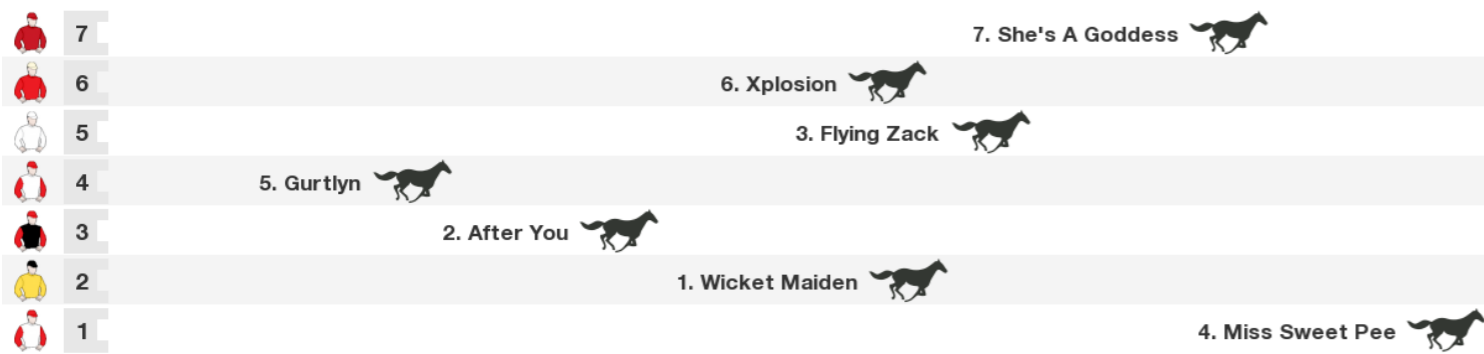 7 7. She's A Goddess
6 6. Xplosion
5 3. Flying Zack
4 5. Gurtlyn
3 2. After You
2 1. Wicket Maiden
1 4. Miss Sweet Pee